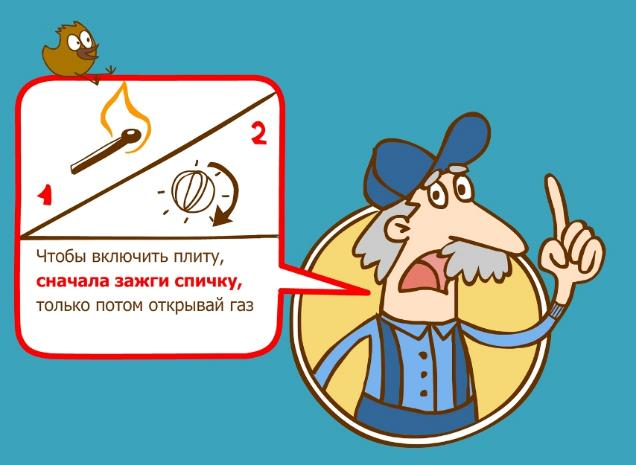 1
2
Чтобы включить плиту,
сначала зажги спичку,
только потом открывай газ